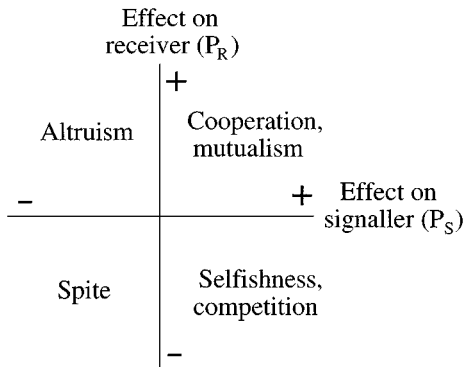 Effect on
receiver (P_R)
+
Altruism
Cooperation,
mutualism
–
+
Effect on
signaller (P_S)
Spite
Selfishness,
competition
–